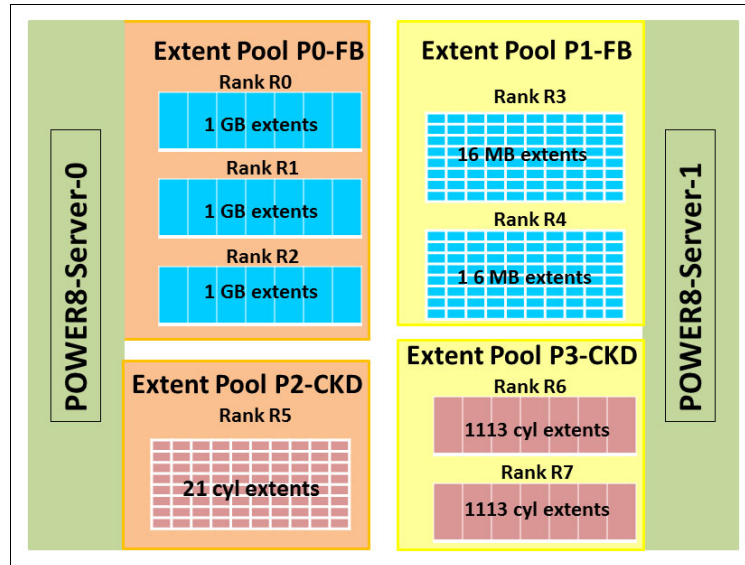 POWER8-Server-0
Extent Pool P0-FB
Rank R0
1 GB extents
Rank R1
1 GB extents
Rank R2
1 GB extents
Extent Pool P2-CKD
Rank R5
21 cyl extents
Extent Pool P1-FB
Rank R3
16 MB extents
Rank R4
1 6 MB extents
Extent Pool P3-CKD
Rank R6
1113 cyl extents
Rank R7
1113 cyl extents
POWER8-Server-1